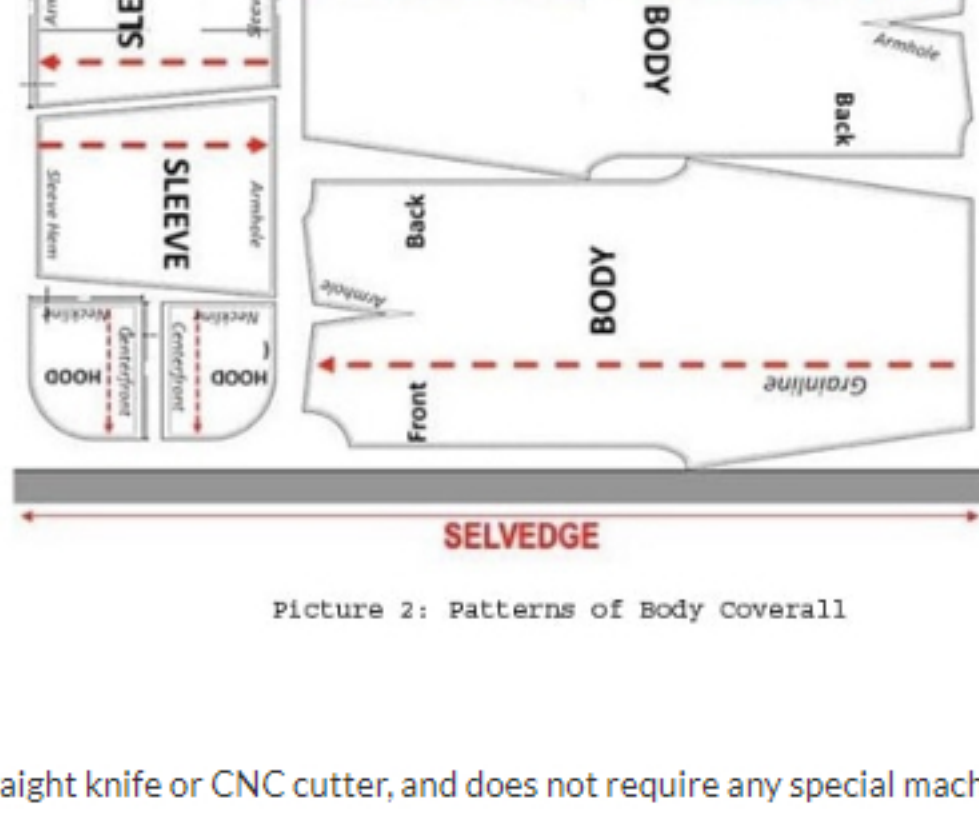 SLE
BODY
Armhole
Back
SLEEVE
Sleeve Hem
Armhole
Back
BODY
Armhole
Neckline
Neckline
Centerfront
Centerfront
HOOD
HOOD
Front
Grainline
SELVEDGE
Picture 2: Patterns of Body Coverall
aight knife or CNC cutter, and does not require any special mach